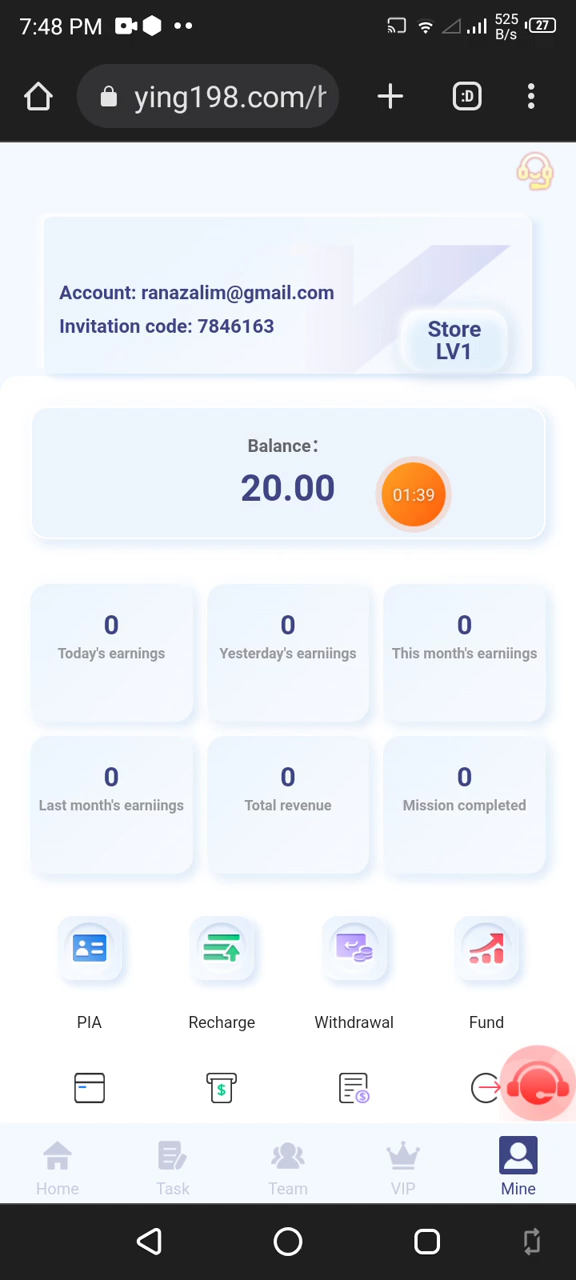 7:48 PM
525
B/s
27
ying198.com/h
:D
Account: ranazalim@gmail.com
Invitation code: 7846163
Store
LV1
Balance：
20.00
01:39
0
0
0
Today's earnings
Yesterday's earniings
This month's earniings
0
0
0
Last month's earniings
Total revenue
Mission completed
PIA
Recharge
Withdrawal
Fund
Home
Task
Team
VIP
Mine